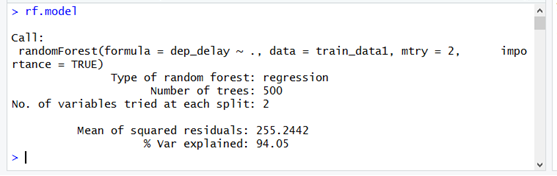 > rf.model
Call:
randomForest(formula = dep_delay ~ ., data = train_data1, mtry = 2, impo
rtance = TRUE)
Type of random forest: regression
Number of trees: 500
No. of variables tried at each split: 2
Mean of squared residuals: 255.2442
% Var explained: 94.05
>